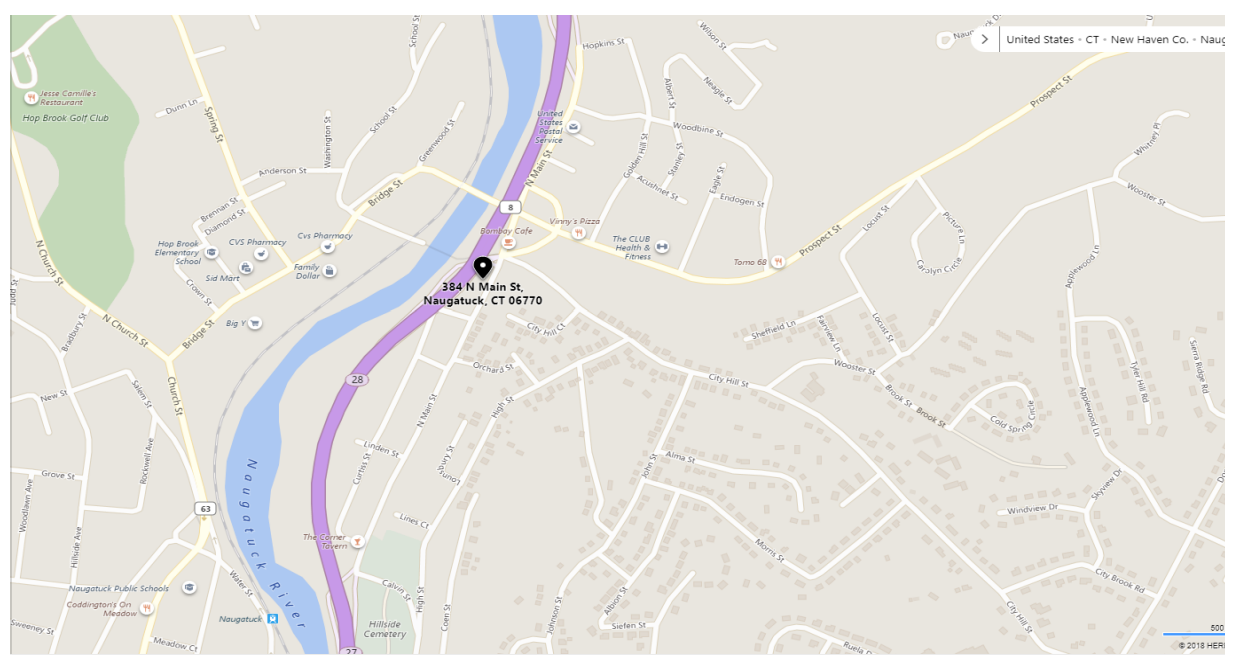 United States • CT • New Haven Co. • Naug
Hopkins St
Wilson St
School St
Jesse Camille's
Restaurant
Hop Brook Golf Club
Dunn Ln
Spring St
Washington St
School St
Greenwood St
United
States
Postal
Service
Albert St
Neagle St
Prospect St
Woodbine St
Golden Hill St
Stanley St
Whitney Pl
Anderson St
Bridge St
N Main St
Acushnet St
Eagle St
Endogen St
Wooster St
Brennan St
Diamond St
8
Vinny's Pizza
Bombay Cafe
Locust St
Picture Ln
Hop Brook
Elementary
School
CVS Pharmacy
Cvs Pharmacy
The CLUB
Health &
Fitness
Prospect St
N Church St
Sid Mart
Family
Dollar
Tomo 68
Carolyn Circle
Applewood Ln
384 N Main St,
Naugatuck, CT 06770
Judd St
Crown St
Bradbury St
N Church St
Bridge St
Big Y
City Hill Ct
Sheffield Ln
Fairview Ln
Locust St
Sierra Ridge Rd
28
Orchard St
City Hill St
Wooster St
Tyler Hill Rd
New St
Salem St
Church St
N Main St
High St
Brook St
Brook St
Cold Spring Circle
Applewood Ln
Rockwell Ave
Linden St
Curtiss St
John St
Alma St
Grove St
Woodlawn Ave
Skyview Dr
63
Naugatuck River
Lines Ct
Windview Dr
Hillside Ave
The Corner
Tavern
Morris St
Naugatuck Public Schools
Water St
Calvin St
High St
City Brook Rd
Coddington's On
Meadow
Naugatuck
Hillside
Cemetery
Coen St
Johnson St
Albion St
Siefen St
City Hill St
Sweeney St
Meadow Ct
27
Ruela D
500
© 2018 HERE